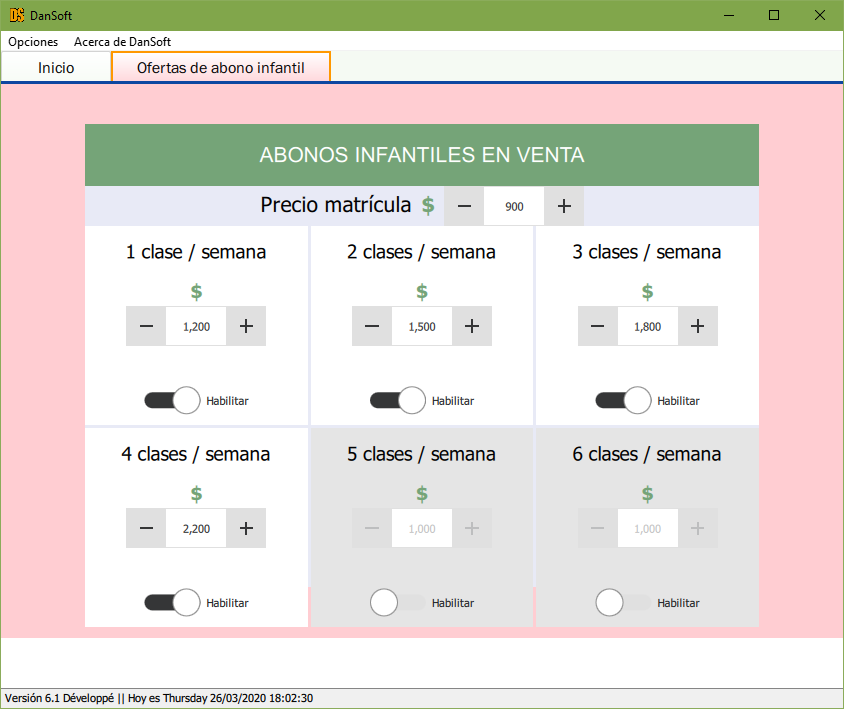 DS DanSoft
Opciones Acerca de DanSoft
Inicio Ofertas de abono infantil
ABONOS INFANTILES EN VENTA
Precio matrícula $ − 900 +
1 clase / semana 2 clases / semana 3 clases / semana
$ $ $
− 1,200 + − 1,500 + − 1,800 +
Habilitar Habilitar Habilitar
4 clases / semana 5 clases / semana 6 clases / semana
$ $ $
− 2,200 + − 1,000 + − 1,000 +
Habilitar Habilitar Habilitar
Versión 6.1 Développé || Hoy es Thursday 26/03/2020 18:02:30